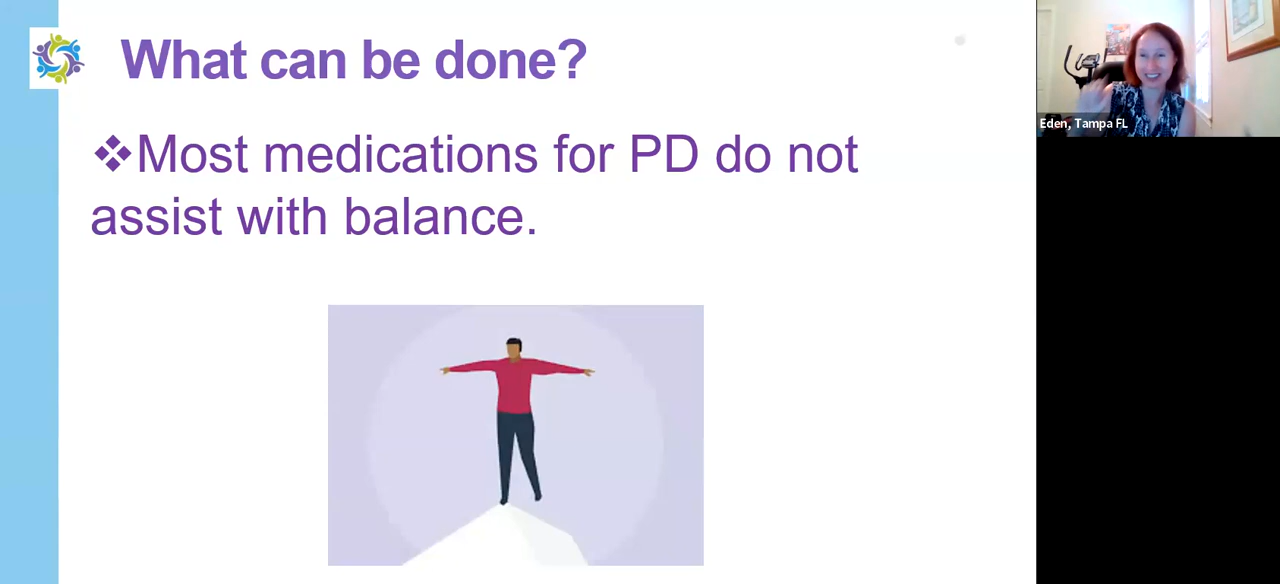 What can be done?
❖Most medications for PD do not
assist with balance.
Eden, Tampa FL